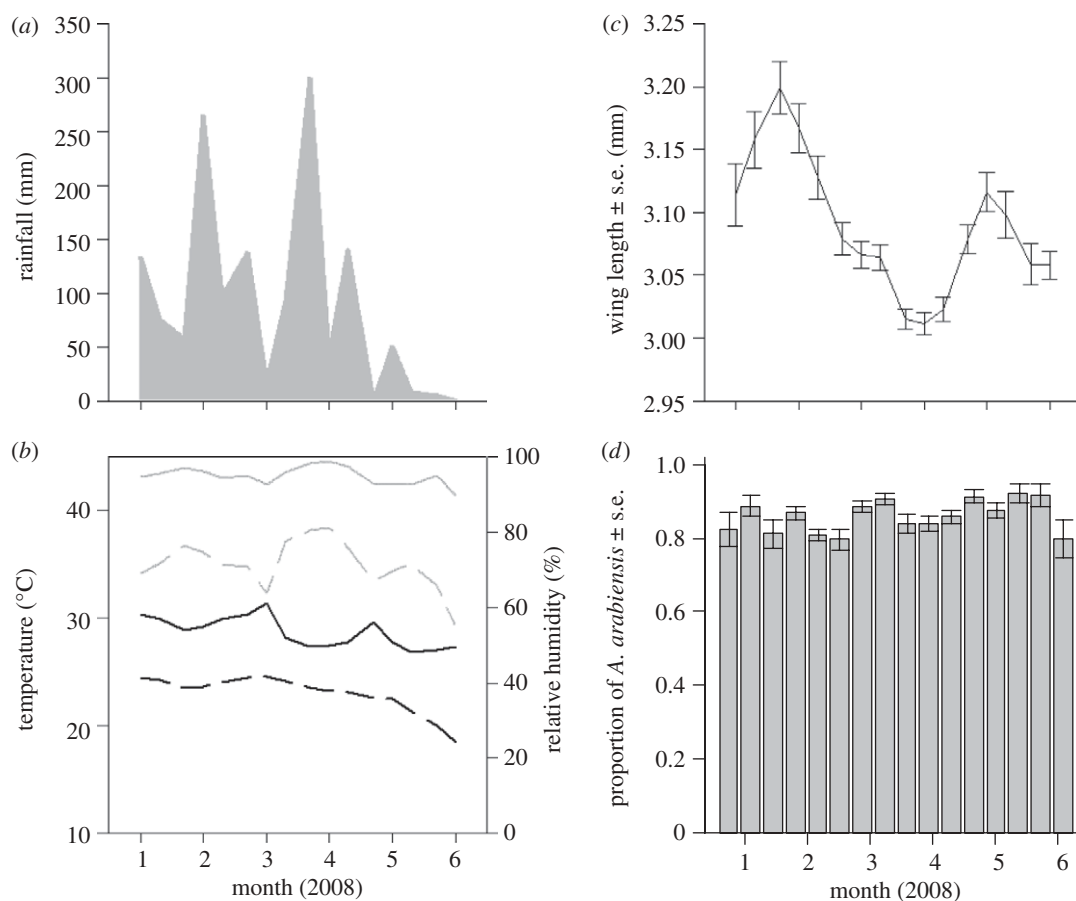 (a)
350
300
250
200
150
100
50
0
rainfall (mm)
(b)
40
30
20
10
temperature (°C)
100
80
60
40
20
0
relative humidity (%)
1 2 3 4 5 6
month (2008)
(c)
3.25
3.20
3.15
3.10
3.05
3.00
2.95
wing length ± s.e. (mm)
(d)
1.0
0.8
0.6
0.4
0.2
0
proportion of A. arabiensis ± s.e.
1 2 3 4 5 6
month (2008)